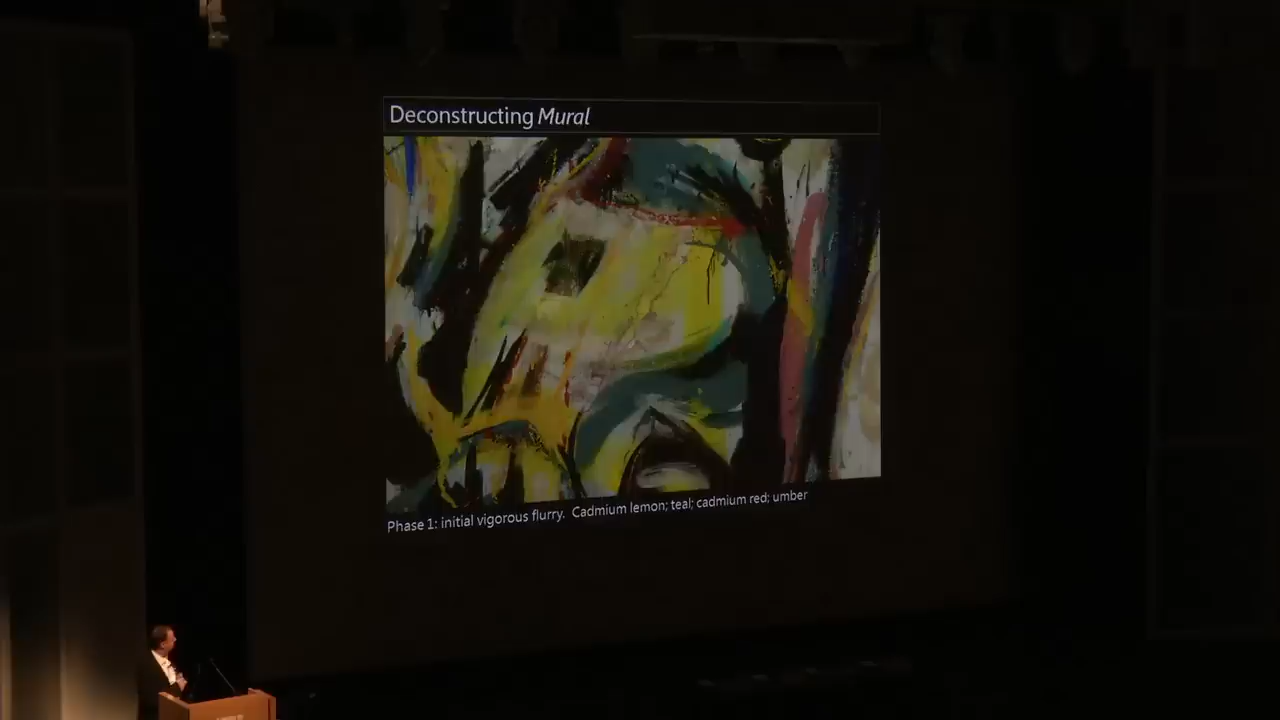 Deconstructing Mural
Phase 1: initial vigorous flurry. Cadmium lemon; teal; cadmium red; umber